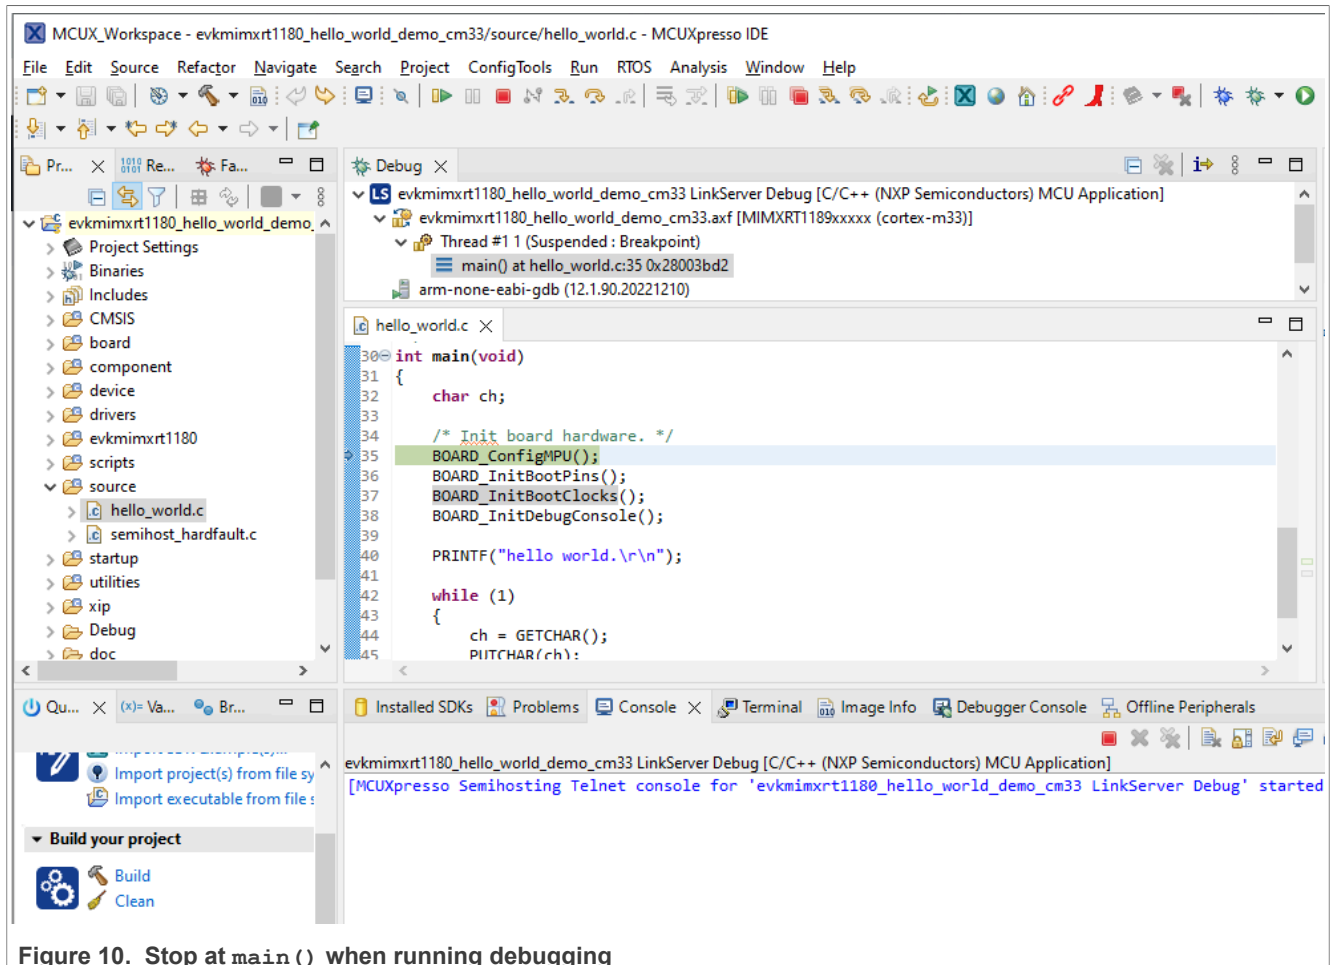 MCUX_Workspace - evkmimxrt1180_hello_world_demo_cm33/source/hello_world.c - MCUXpresso IDE
File Edit Source Refactor Navigate Search Project ConfigTools Run RTOS Analysis Window Help
Pr... Re... Fa...
Debug
evkmimxrt1180_hello_world_demo_
Project Settings
Binaries
Includes
CMSIS
board
component
device
drivers
evkmimxrt1180
scripts
source
hello_world.c
semihost_hardfault.c
startup
utilities
xip
Debug
doc
LS evkmimxrt1180_hello_world_demo_cm33 LinkServer Debug [C/C++ (NXP Semiconductors) MCU Application]
evkmimxrt1180_hello_world_demo_cm33.axf [MIMXRT1189xxxxx (cortex-m33)]
Thread #1 1 (Suspended : Breakpoint)
main() at hello_world.c:35 0x28003bd2
arm-none-eabi-gdb (12.1.90.20221210)
hello_world.c
30 int main(void)
31 {
32 char ch;
33
34 /* Init board hardware. */
35 BOARD_ConfigMPU();
36 BOARD_InitBootPins();
37 BOARD_InitBootClocks();
38 BOARD_InitDebugConsole();
39
40 PRINTF("hello world.\r\n");
41
42 while (1)
43 {
44 ch = GETCHAR();
45 PUTCHAR(ch);
Qu... (x)= Va... Br...
Import project(s) from file sy
Import executable from file s
Build your project
Build
Clean
Installed SDKs Problems Console Terminal Image Info Debugger Console Offline Peripherals
evkmimxrt1180_hello_world_demo_cm33 LinkServer Debug [C/C++ (NXP Semiconductors) MCU Application]
[MCUXpresso Semihosting Telnet console for 'evkmimxrt1180_hello_world_demo_cm33 LinkServer Debug' started
Figure 10. Stop at main() when running debugging